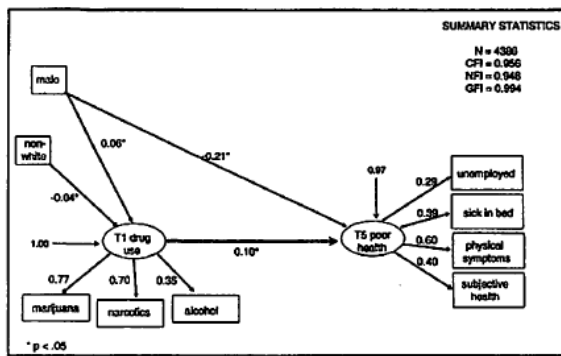 SUMMARY STATISTICS
N = 4386
CFI = 0.956
NFI = 0.948
GFI = 0.994
male
non-
white
0.06*
-0.21*
-0.04*
0.97
1.00
T1 drug
use
0.10*
T5 poor
health
0.29
unemployed
0.39
sick in bed
0.60
physical
symptoms
0.40
subjective
health
0.77
0.70
0.35
marijuana
narcotics
alcohol
* p < .05